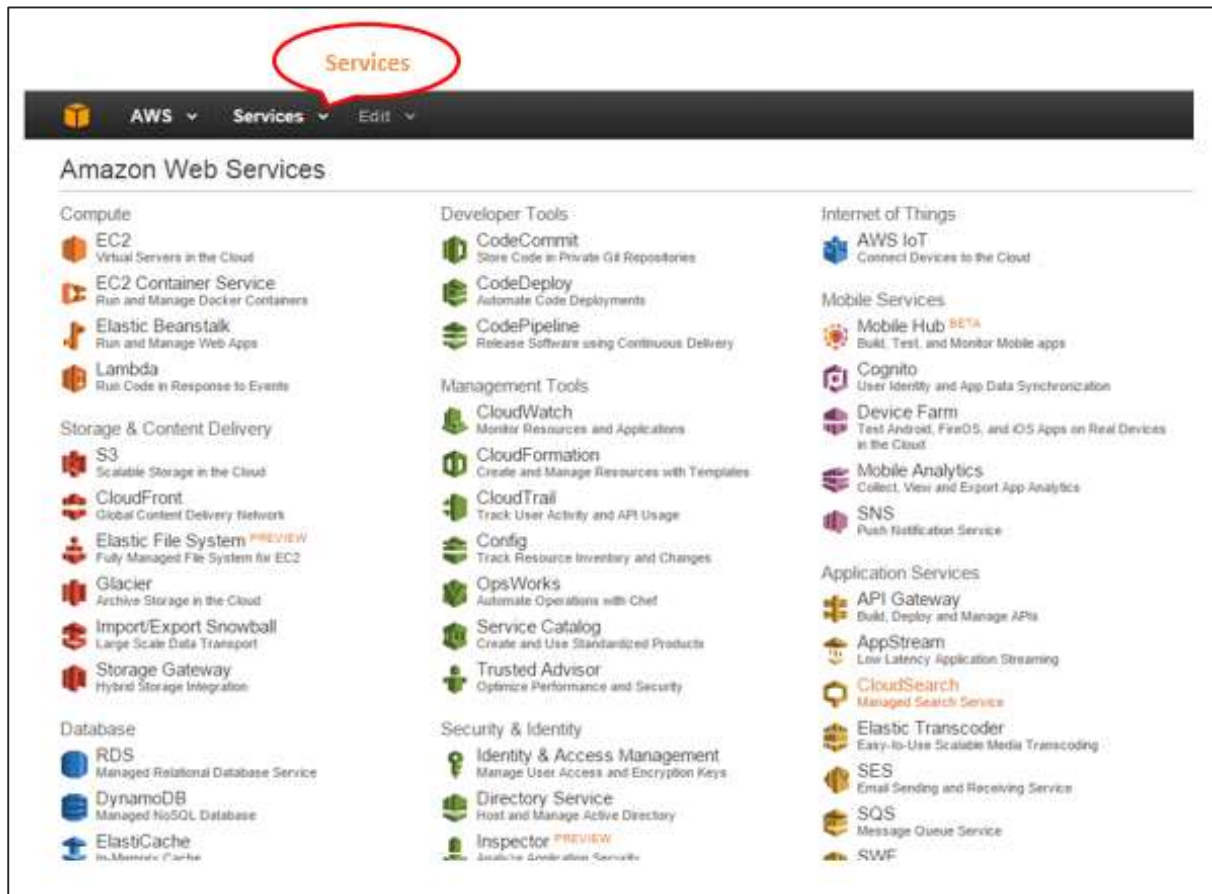 Services
AWS Services Edit
Amazon Web Services
Compute
EC2
Virtual Servers in the Cloud
EC2 Container Service
Run and Manage Docker Containers
Elastic Beanstalk
Run and Manage Web Apps
Lambda
Run Code in Response to Events
Storage & Content Delivery
S3
Scalable Storage in the Cloud
CloudFront
Global Content Delivery Network
Elastic File System PREVIEW
Fully Managed File System for EC2
Glacier
Archive Storage in the Cloud
Import/Export Snowball
Large Scale Data Transport
Storage Gateway
Hybrid Storage Integration
Database
RDS
Managed Relational Database Service
DynamoDB
Managed NoSQL Database
ElastiCache
In-Memory Cache
Developer Tools
CodeCommit
Store Code in Private Git Repositories
CodeDeploy
Automate Code Deployments
CodePipeline
Release Software using Continuous Delivery
Management Tools
CloudWatch
Monitor Resources and Applications
CloudFormation
Create and Manage Resources with Templates
CloudTrail
Track User Activity and API Usage
Config
Track Resource Inventory and Changes
OpsWorks
Automate Operations with Chef
Service Catalog
Create and Use Standardized Products
Trusted Advisor
Optimize Performance and Security
Security & Identity
Identity & Access Management
Manage User Access and Encryption Keys
Directory Service
Host and Manage Active Directory
Inspector PREVIEW
Analyze Application Security
Internet of Things
AWS IoT
Connect Devices to the Cloud
Mobile Services
Mobile Hub BETA
Build, Test, and Monitor Mobile apps
Cognito
User Identity and App Data Synchronization
Device Farm
Test Android, FireOS, and iOS Apps on Real Devices
in the Cloud
Mobile Analytics
Collect, View and Export App Analytics
SNS
Push Notification Service
Application Services
API Gateway
Build, Deploy and Manage APIs
AppStream
Low Latency Application Streaming
CloudSearch
Managed Search Service
Elastic Transcoder
Easy-to-Use Scalable Media Transcoding
SES
Email Sending and Receiving Service
SQS
Message Queue Service
SWF